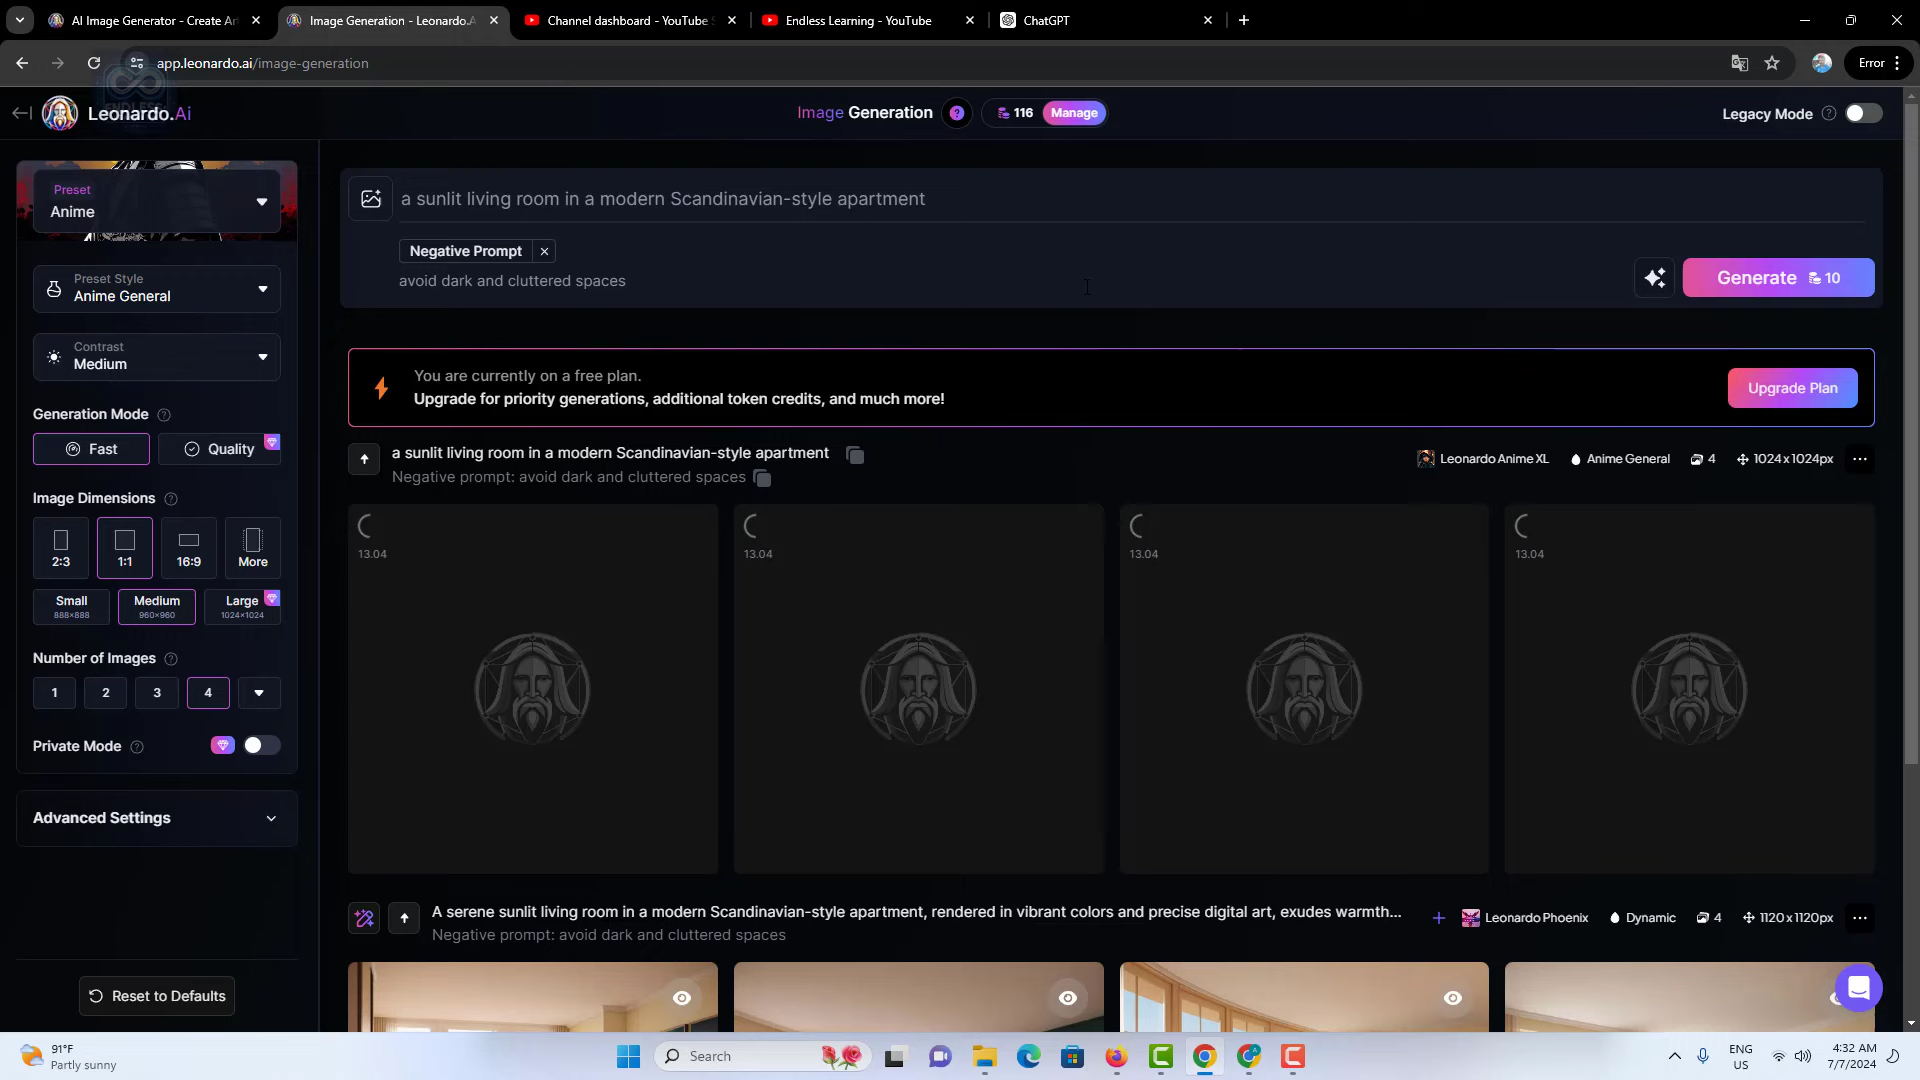 AI Image Generator - Create Ar
Image Generation - Leonardo.A
Channel dashboard - YouTube S
Endless Learning - YouTube
ChatGPT
app.leonardo.ai/image-generation
Error
ENDLESS
Leonardo.Ai
Image Generation
?
116
Manage
Legacy Mode
Preset
Anime
a sunlit living room in a modern Scandinavian-style apartment
Negative Prompt
avoid dark and cluttered spaces
Generate 10
Preset Style
Anime General
Contrast
Medium
You are currently on a free plan.
Upgrade for priority generations, additional token credits, and much more!
Upgrade Plan
Generation Mode
Fast
Quality
a sunlit living room in a modern Scandinavian-style apartment
Negative prompt: avoid dark and cluttered spaces
Leonardo Anime XL
Anime General
4
1024x1024px
Image Dimensions
2:3
1:1
16:9
More
Small
888×888
Medium
960×960
Large
1024×1024
13.04
13.04
13.04
13.04
Number of Images
1
2
3
4
Private Mode
Advanced Settings
A serene sunlit living room in a modern Scandinavian-style apartment, rendered in vibrant colors and precise digital art, exudes warmth...
Negative prompt: avoid dark and cluttered spaces
Leonardo Phoenix
Dynamic
4
1120x1120px
Reset to Defaults
91°F
Partly sunny
Search
ENG
US
4:32 AM
7/7/2024